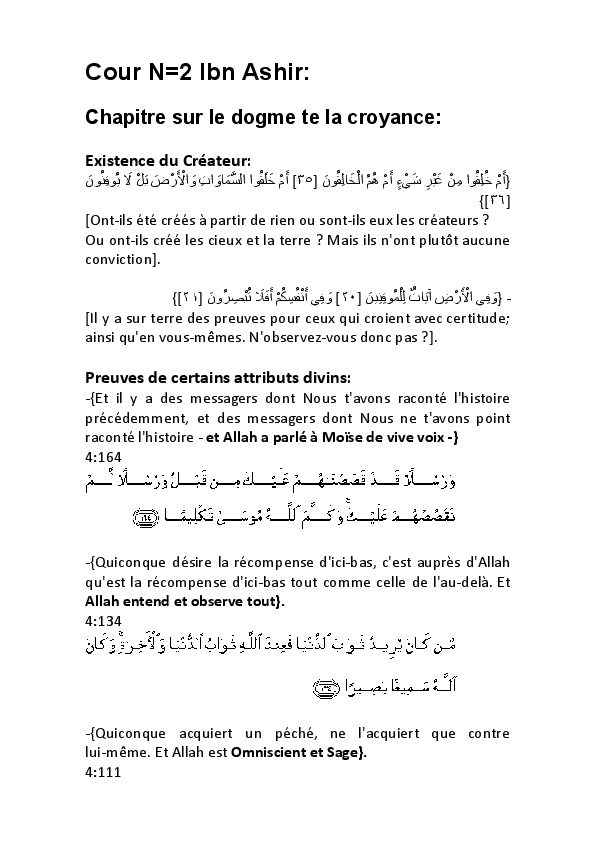 Cour N=2 Ibn Ashir:
Chapitre sur le dogme te la croyance:
Existence du Créateur:
{أَمْ خُلِقُوا مِنْ غَيْرِ شَيْءٍ أَمْ هُمُ الْخَالِقُونَ [٣٥] أَمْ خَلَقُوا السَّمَاوَاتِ وَالْأَرْضَ بَلْ لَا يُوقِنُونَ
[٣٦]}
[Ont-ils été créés à partir de rien ou sont-ils eux les créateurs ?
Ou ont-ils créé les cieux et la terre ? Mais ils n'ont plutôt aucune
conviction].
- {وَفِي الْأَرْضِ آيَاتٌ لِلْمُوقِنِينَ [٢٠] وَفِي أَنْفُسِكُمْ أَفَلَا تُبْصِرُونَ [٢١]}
[Il y a sur terre des preuves pour ceux qui croient avec certitude;
ainsi qu'en vous-mêmes. N'observez-vous donc pas ?].
Preuves de certains attributs divins:
-{Et il y a des messagers dont Nous t'avons raconté l'histoire
précédemment, et des messagers dont Nous ne t'avons point
raconté l'histoire - et Allah a parlé à Moïse de vive voix -}
4:164
وَرُسُلًا قَدْ قَصَصْنَٰهُمْ عَلَيْكَ مِن قَبْلُ وَرُسُلًا لَّمْ
نَقْصُصْهُمْ عَلَيْكَ ۚ وَكَلَّمَ ٱللَّهُ مُوسَىٰ تَكْلِيمًا ١٦٤
-{Quiconque désire la récompense d'ici-bas, c'est auprès d'Allah
qu'est la récompense d'ici-bas tout comme celle de l'au-delà. Et
Allah entend et observe tout}.
4:134
مَّن كَانَ يُرِيدُ ثَوَابَ ٱلدُّنْيَا فَعِندَ ٱللَّهِ ثَوَابُ ٱلدُّنْيَا وَٱلْءَاخِرَةِ ۚ وَكَانَ
ٱللَّهُ سَمِيعًۢا بَصِيرًا ١٣٤
-{Quiconque acquiert un péché, ne l'acquiert que contre
lui-même. Et Allah est Omniscient et Sage}.
4:111